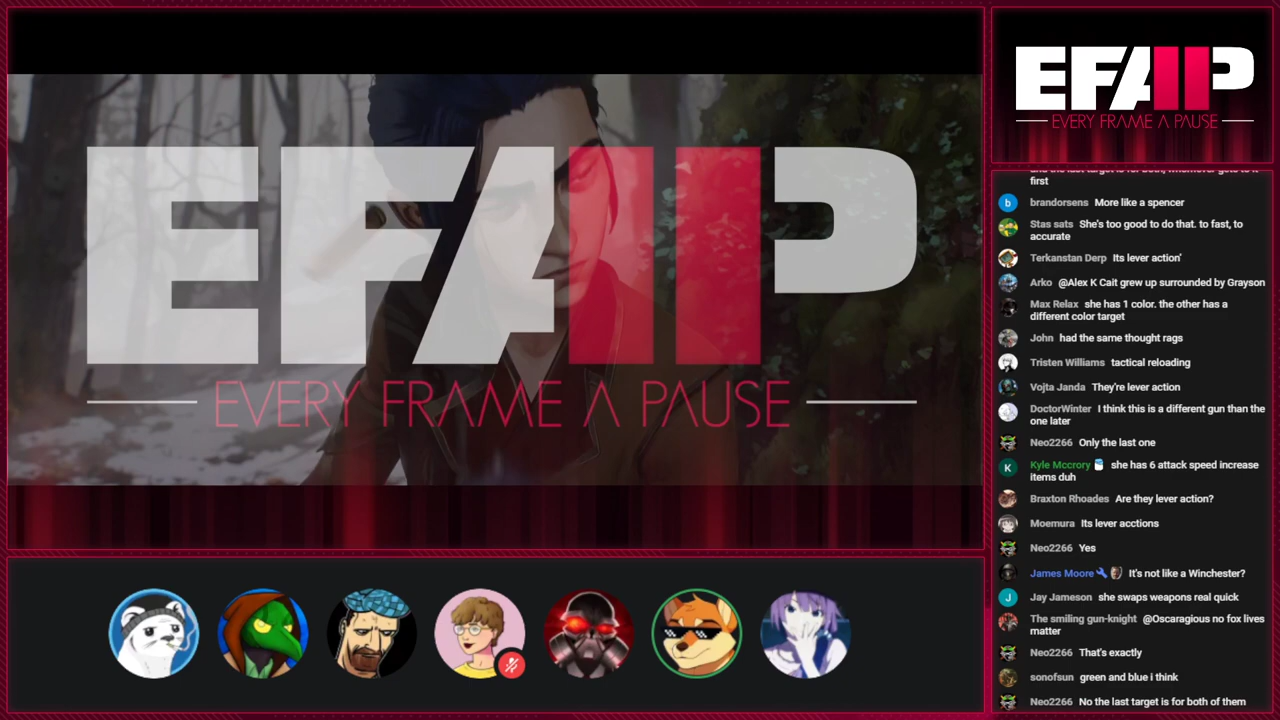 EFAP
EVERY FRAME A PAUSE
EFAP
EVERY FRAME A PAUSE
first
brandorsens More like a spencer
Stas sats She's too good to do that. to fast, to
accurate
Terkanstan Derp Its lever action'
Arko @Alex K Cait grew up surrounded by Grayson
Max Relax she has 1 color. the other has a
different color target
John had the same thought rags
Tristen Williams tactical reloading
Vojta Janda They're lever action
DoctorWinter I think this is a different gun than the
one later
Neo2266 Only the last one
K Kyle Mccrory she has 6 attack speed increase
items duh
Braxton Rhoades Are they lever action?
Moemura Its lever acctions
Neo2266 Yes
James Moore It's not like a Winchester?
J Jay Jameson she swaps weapons real quick
The smiling gun-knight @Oscaragious no fox lives
matter
Neo2266 That's exactly
sonofsun green and blue i think
Neo2266 No the last target is for both of them